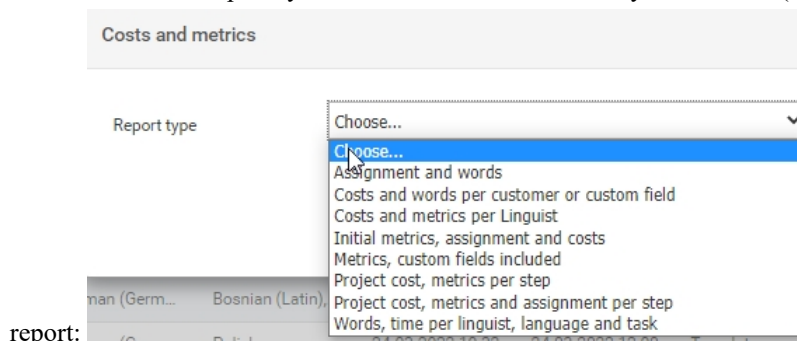 Costs and metrics
Report type
Choose...
Choose...
Assignment and words
Costs and words per customer or custom field
Costs and metrics per Linguist
Initial metrics, assignment and costs
Metrics, custom fields included
Project cost, metrics per step
man (Germ... Bosnian (Latin), Project cost, metrics and assignment per step
Words, time per linguist, language and task
report: